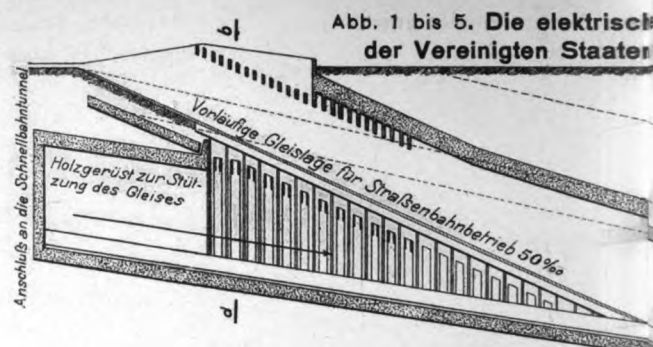 Abb. 1 bis 5. Die elektrisch
der Vereinigten Staaten
b
Vorläufige Gleislage für Straßenbahnbetrieb 50‰
Holzgerüst zur Stüt-
zung des Gleises
Anschluß an die Schnellbahntunnel